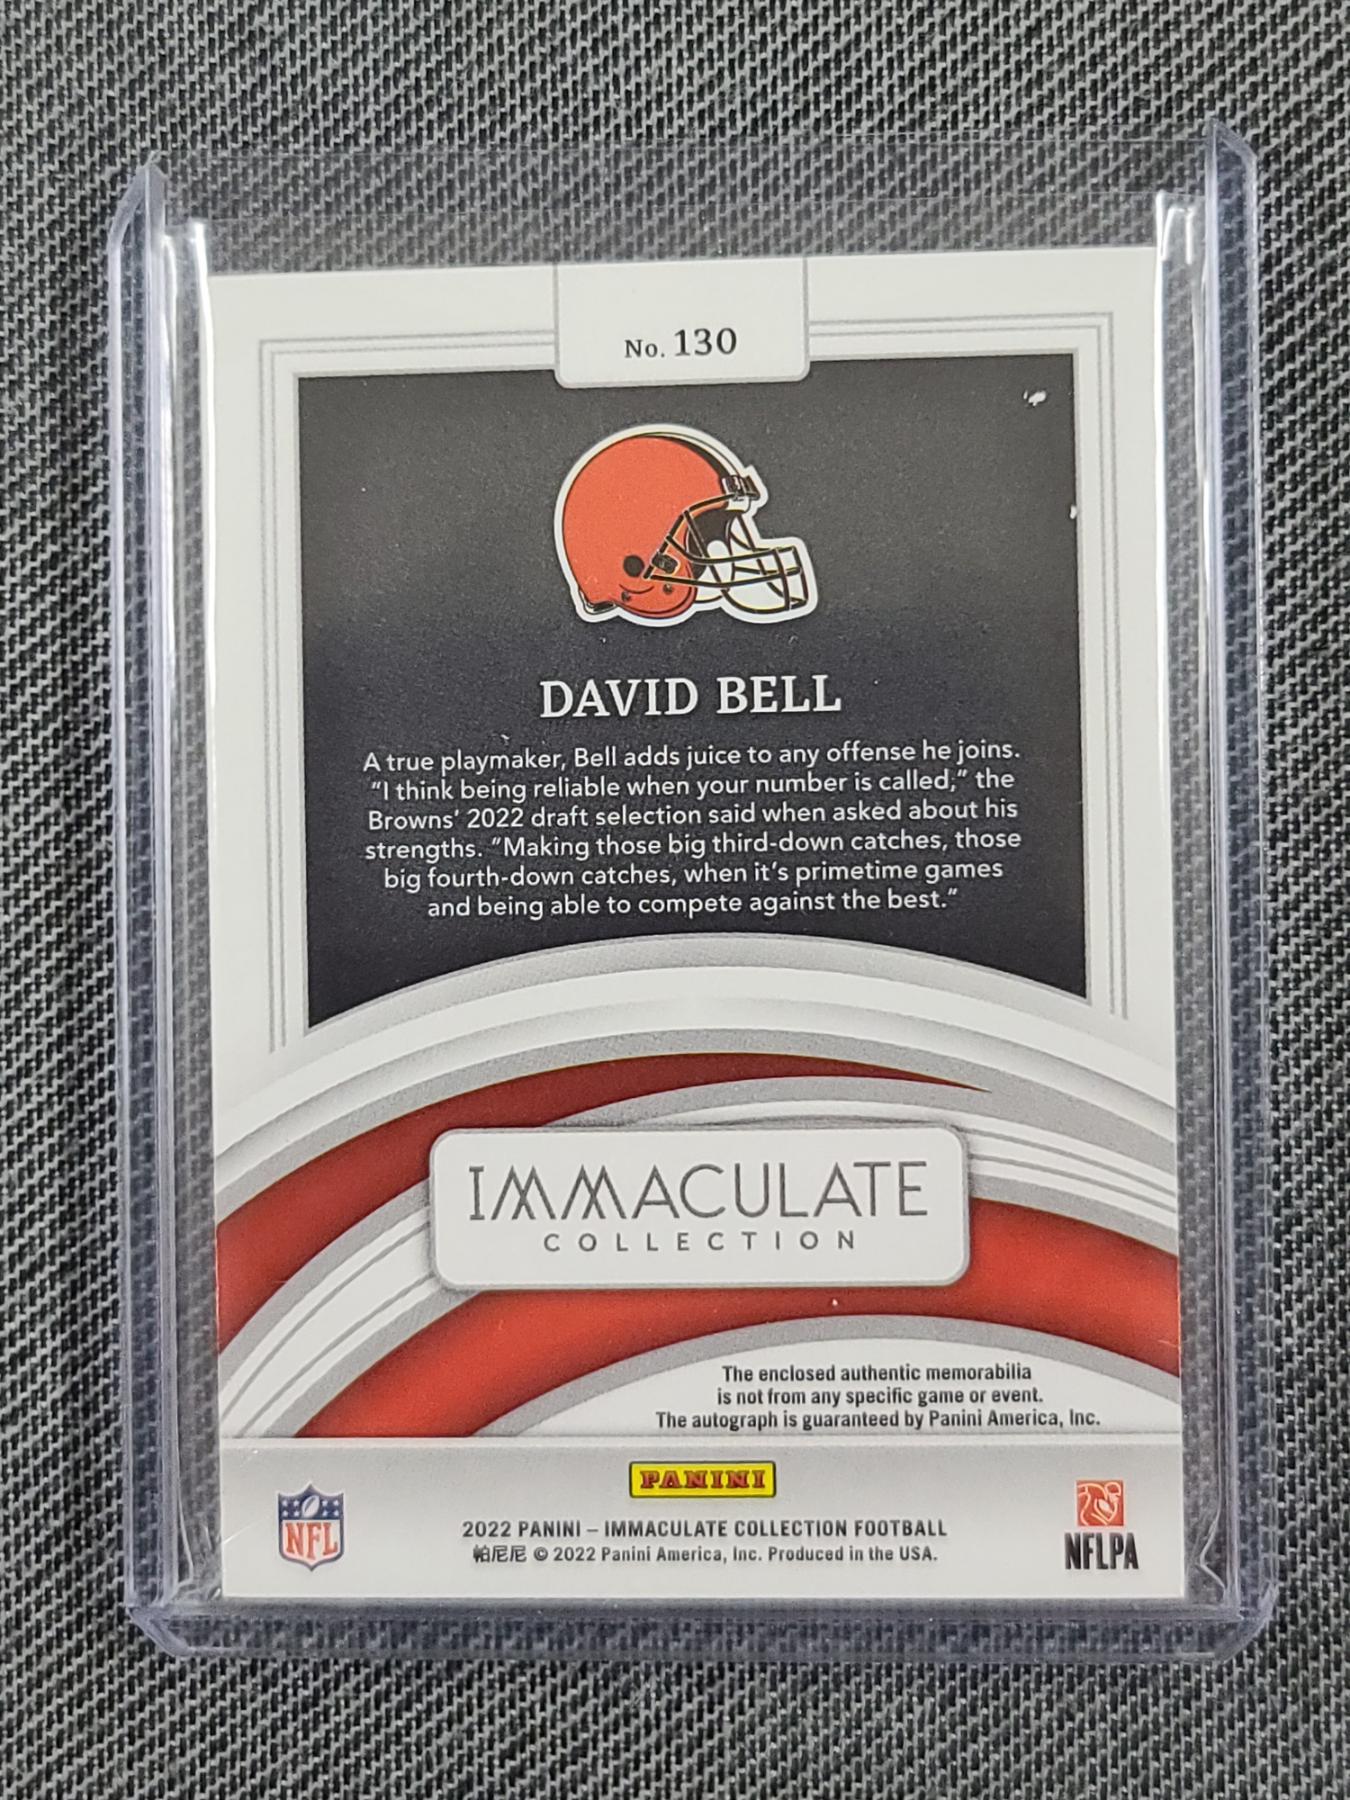 No. 130
DAVID BELL
A true playmaker, Bell adds juice to any offense he joins.
"I think being reliable when your number is called," the
Browns' 2022 draft selection said when asked about his
strengths. "Making those big third-down catches, those
big fourth-down catches, when it's primetime games
and being able to compete against the best."
IMMACULATE
COLLECTION
The enclosed authentic memorabilia
is not from any specific game or event.
The autograph is guaranteed by Panini America, Inc.
PANINI
NFL
2022 PANINI – IMMACULATE COLLECTION FOOTBALL
帕尼尼 © 2022 Panini America, Inc. Produced in the USA.
NFLPA